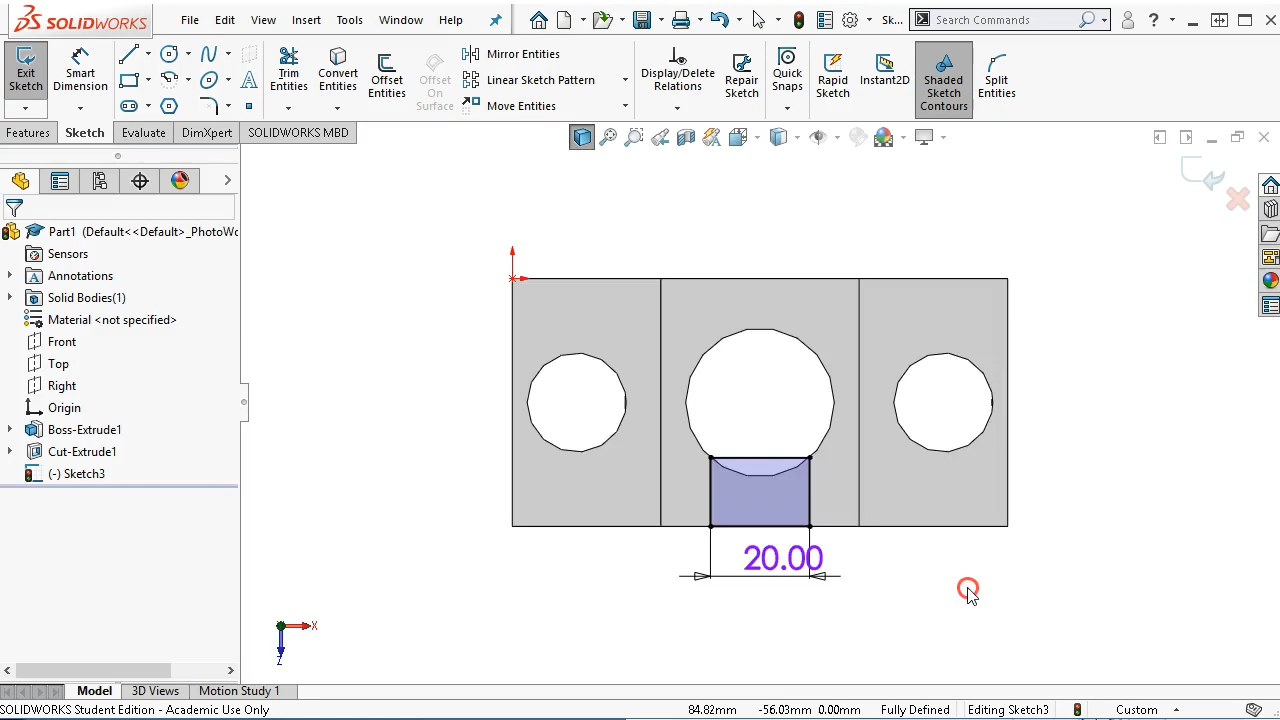 SOLIDWORKS File Edit View Insert Tools Window Help Sk... Search Commands ?
Exit Sketch
Smart Dimension
Trim Entities
Convert Entities
Offset Entities
Offset On Surface
Mirror Entities
Linear Sketch Pattern
Move Entities
Display/Delete Relations
Repair Sketch
Quick Snaps
Rapid Sketch
Instant2D
Shaded Sketch Contours
Split Entities
Features Sketch Evaluate DimXpert SOLIDWORKS MBD
Part1 (Default<<Default>_PhotoWo
Sensors
Annotations
Solid Bodies(1)
Material <not specified>
Front
Top
Right
Origin
Boss-Extrude1
Cut-Extrude1
(-) Sketch3
20.00
X
Z
Model 3D Views Motion Study 1
SOLIDWORKS Student Edition - Academic Use Only 84.82mm -56.03mm 0.00mm Fully Defined Editing Sketch3 Custom